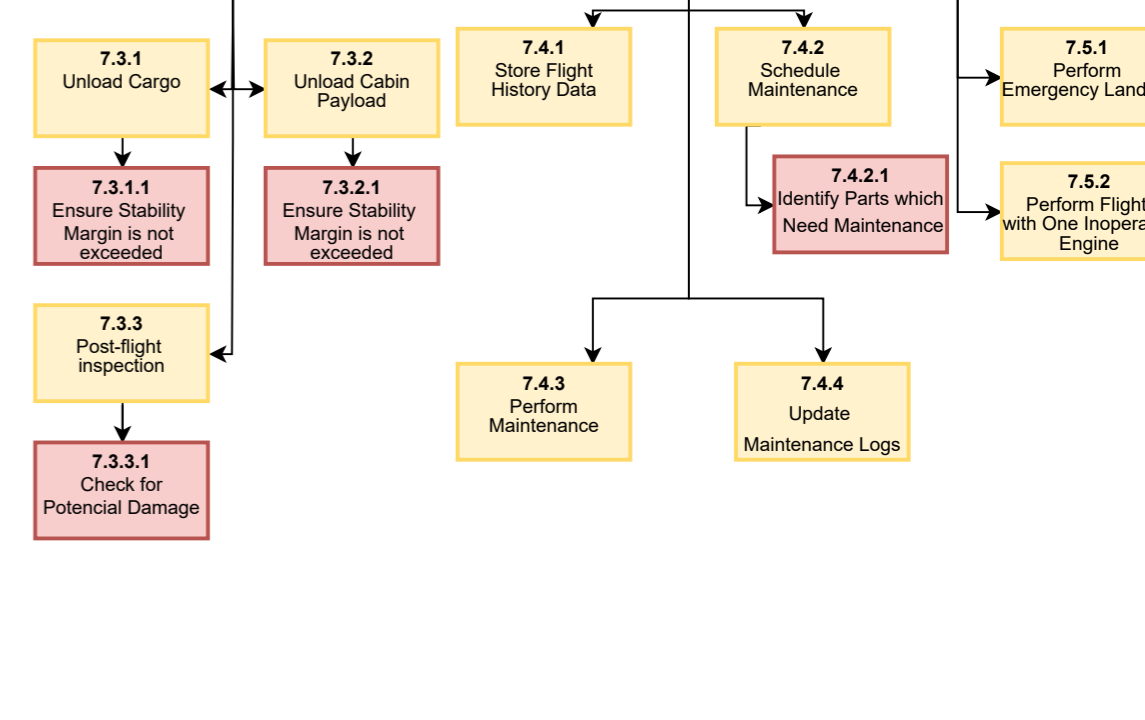 7.3.1
Unload Cargo
7.3.2
Unload Cabin
Payload
7.3.1.1
Ensure Stability
Margin is not
exceeded
7.3.2.1
Ensure Stability
Margin is not
exceeded
7.3.3
Post-flight
inspection
7.3.3.1
Check for
Potencial Damage
7.4.1
Store Flight
History Data
7.4.2
Schedule
Maintenance
7.4.2.1
Identify Parts which
Need Maintenance
7.4.3
Perform
Maintenance
7.4.4
Update
Maintenance Logs
7.5.1
Perform
Emergency Land
7.5.2
Perform Flight
with One Inopera
Engine